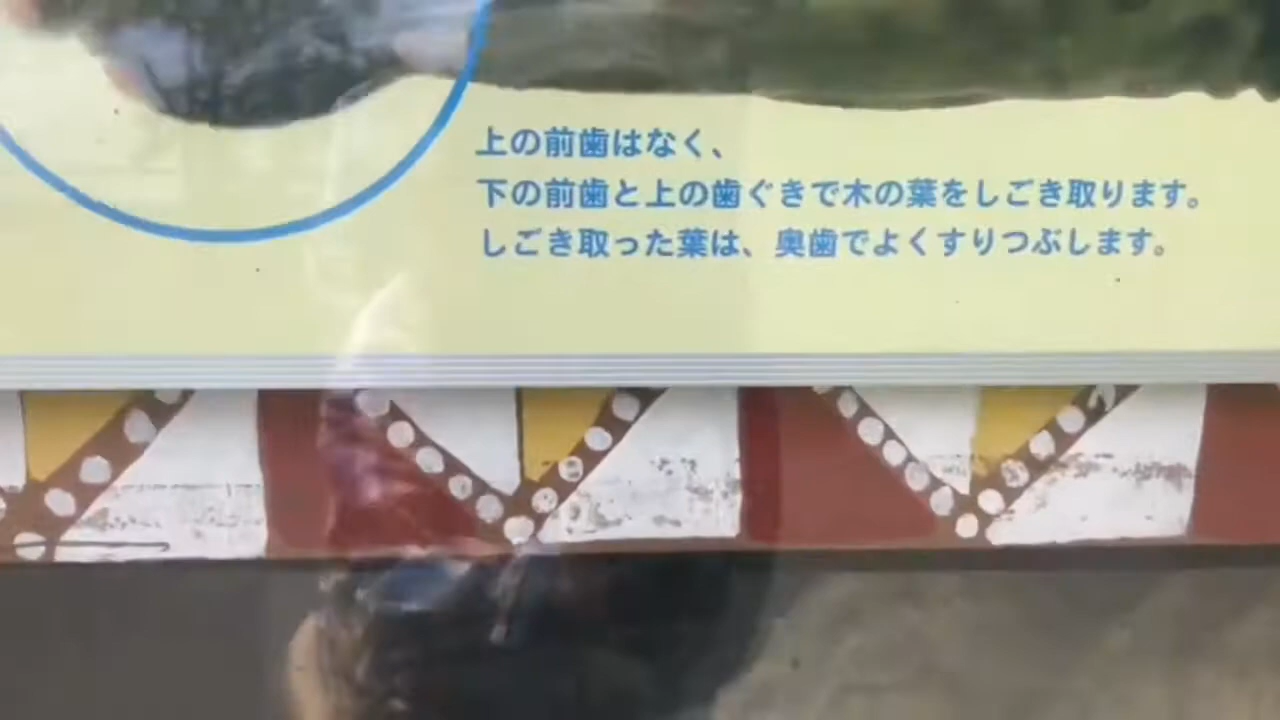 上の前歯はなく、
下の前歯と上の歯ぐきで木の葉をしごき取ります。
しごき取った葉は、奥歯でよくすりつぶします。